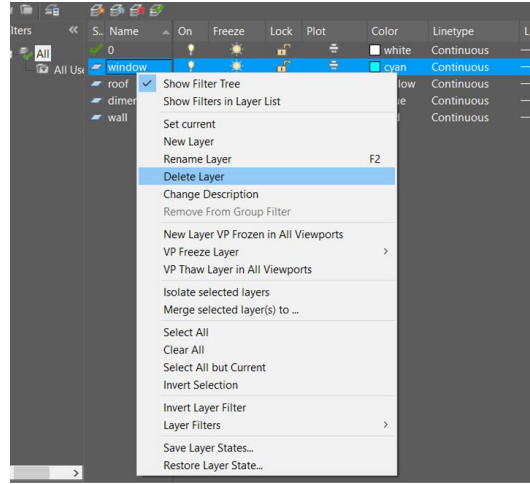 lters « S.. Name On Freeze Lock Plot Color Linetype L
All 0 white Continuous
All Use window cyan Continuous
roof low Continuous
dimen ue Continuous
wall d Continuous
Show Filter Tree
Show Filters in Layer List
Set current
New Layer
Rename Layer F2
Delete Layer
Change Description
Remove From Group Filter
New Layer VP Frozen in All Viewports
VP Freeze Layer >
VP Thaw Layer in All Viewports
Isolate selected layers
Merge selected layer(s) to ...
Select All
Clear All
Select All but Current
Invert Selection
Invert Layer Filter
Layer Filters >
Save Layer States...
Restore Layer State...